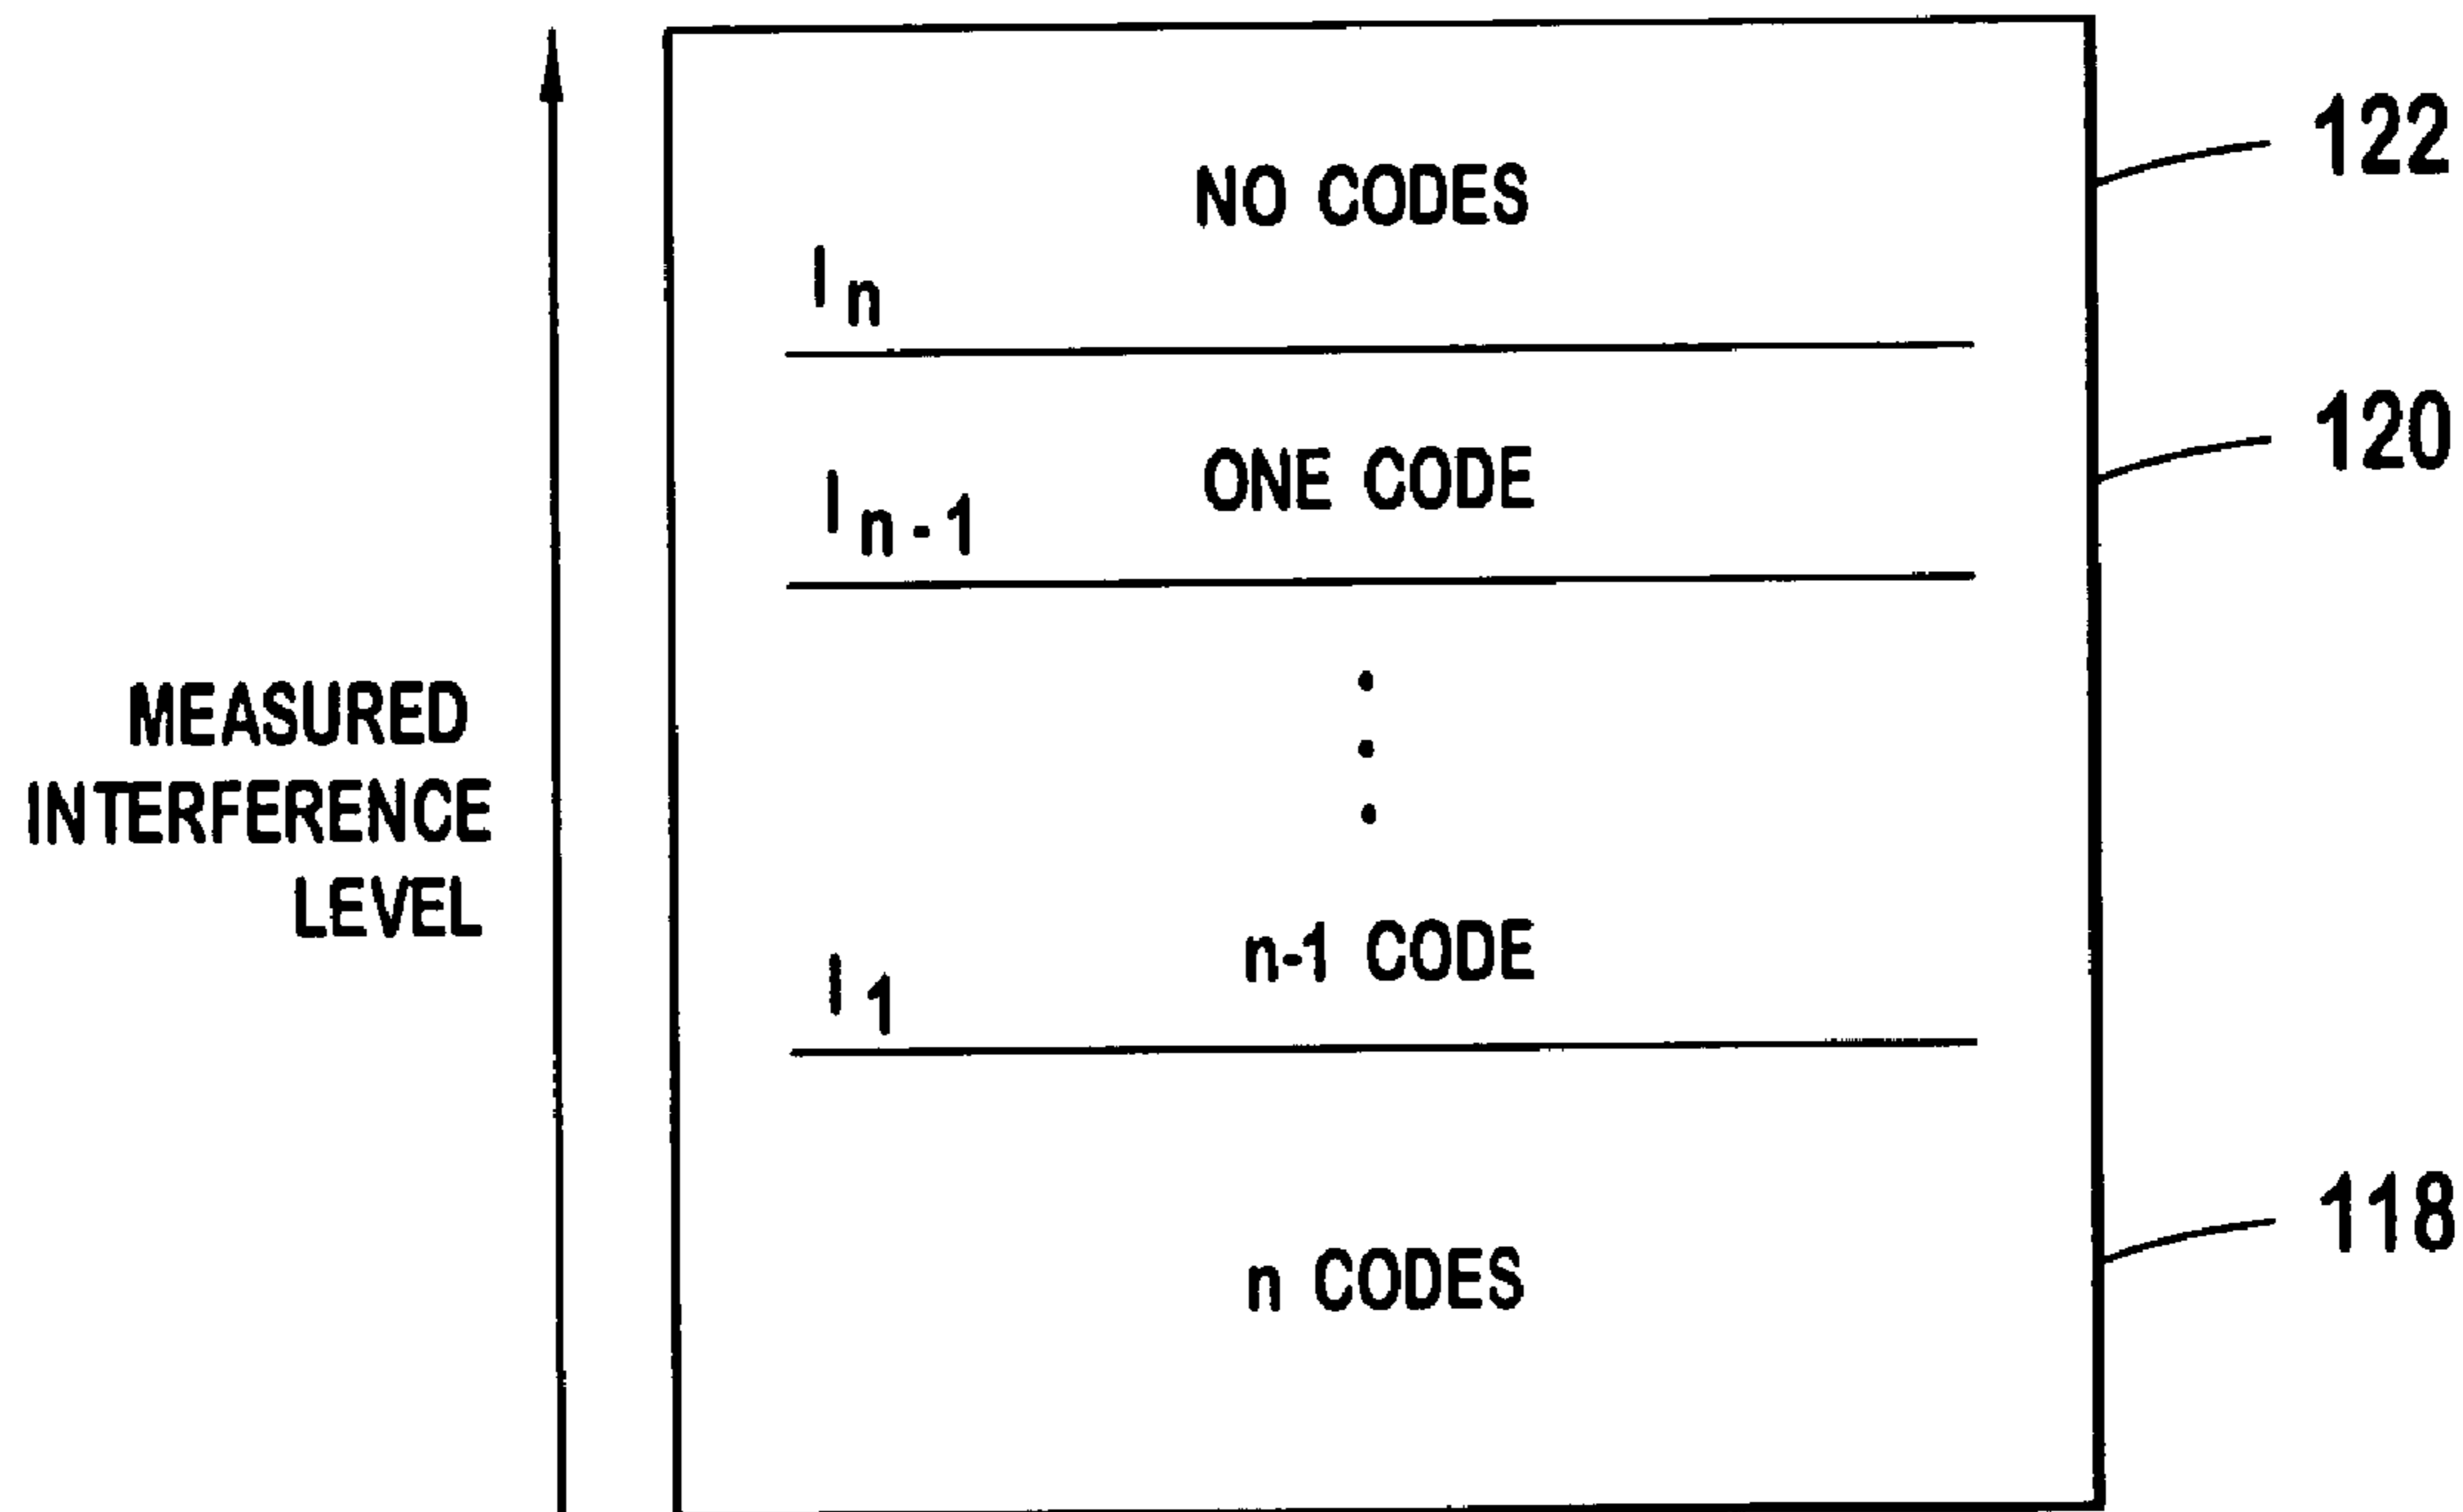 122
NO CODES
In
120
ONE CODE
In-1
MEASURED
INTERFERENCE
LEVEL
n-1 CODE
I1
118
n CODES